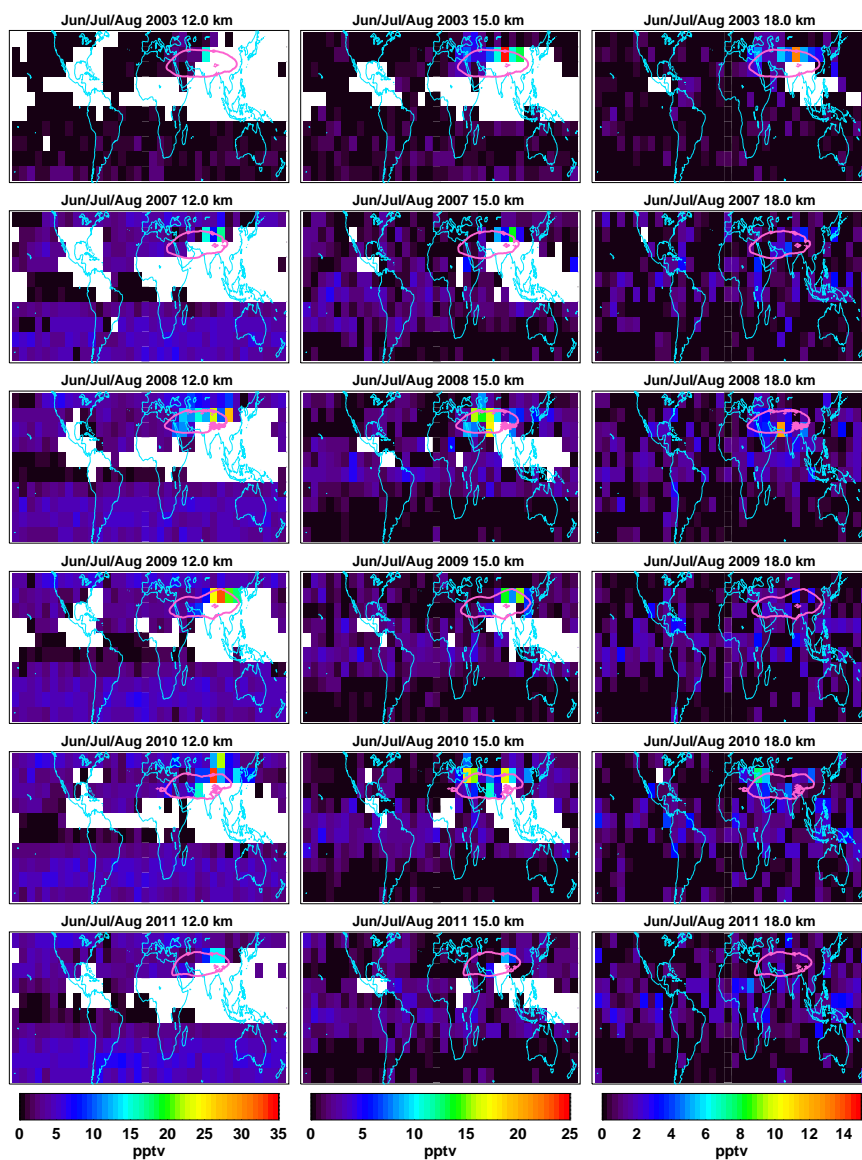 Jun/Jul/Aug 2003 12.0 km
Jun/Jul/Aug 2003 15.0 km
Jun/Jul/Aug 2003 18.0 km
Jun/Jul/Aug 2007 12.0 km
Jun/Jul/Aug 2007 15.0 km
Jun/Jul/Aug 2007 18.0 km
Jun/Jul/Aug 2008 12.0 km
Jun/Jul/Aug 2008 15.0 km
Jun/Jul/Aug 2008 18.0 km
Jun/Jul/Aug 2009 12.0 km
Jun/Jul/Aug 2009 15.0 km
Jun/Jul/Aug 2009 18.0 km
Jun/Jul/Aug 2010 12.0 km
Jun/Jul/Aug 2010 15.0 km
Jun/Jul/Aug 2010 18.0 km
Jun/Jul/Aug 2011 12.0 km
Jun/Jul/Aug 2011 15.0 km
Jun/Jul/Aug 2011 18.0 km
0 5 10 15 20 25 30 35
pptv
0 5 10 15 20 25
pptv
0 2 4 6 8 10 12 14
pptv